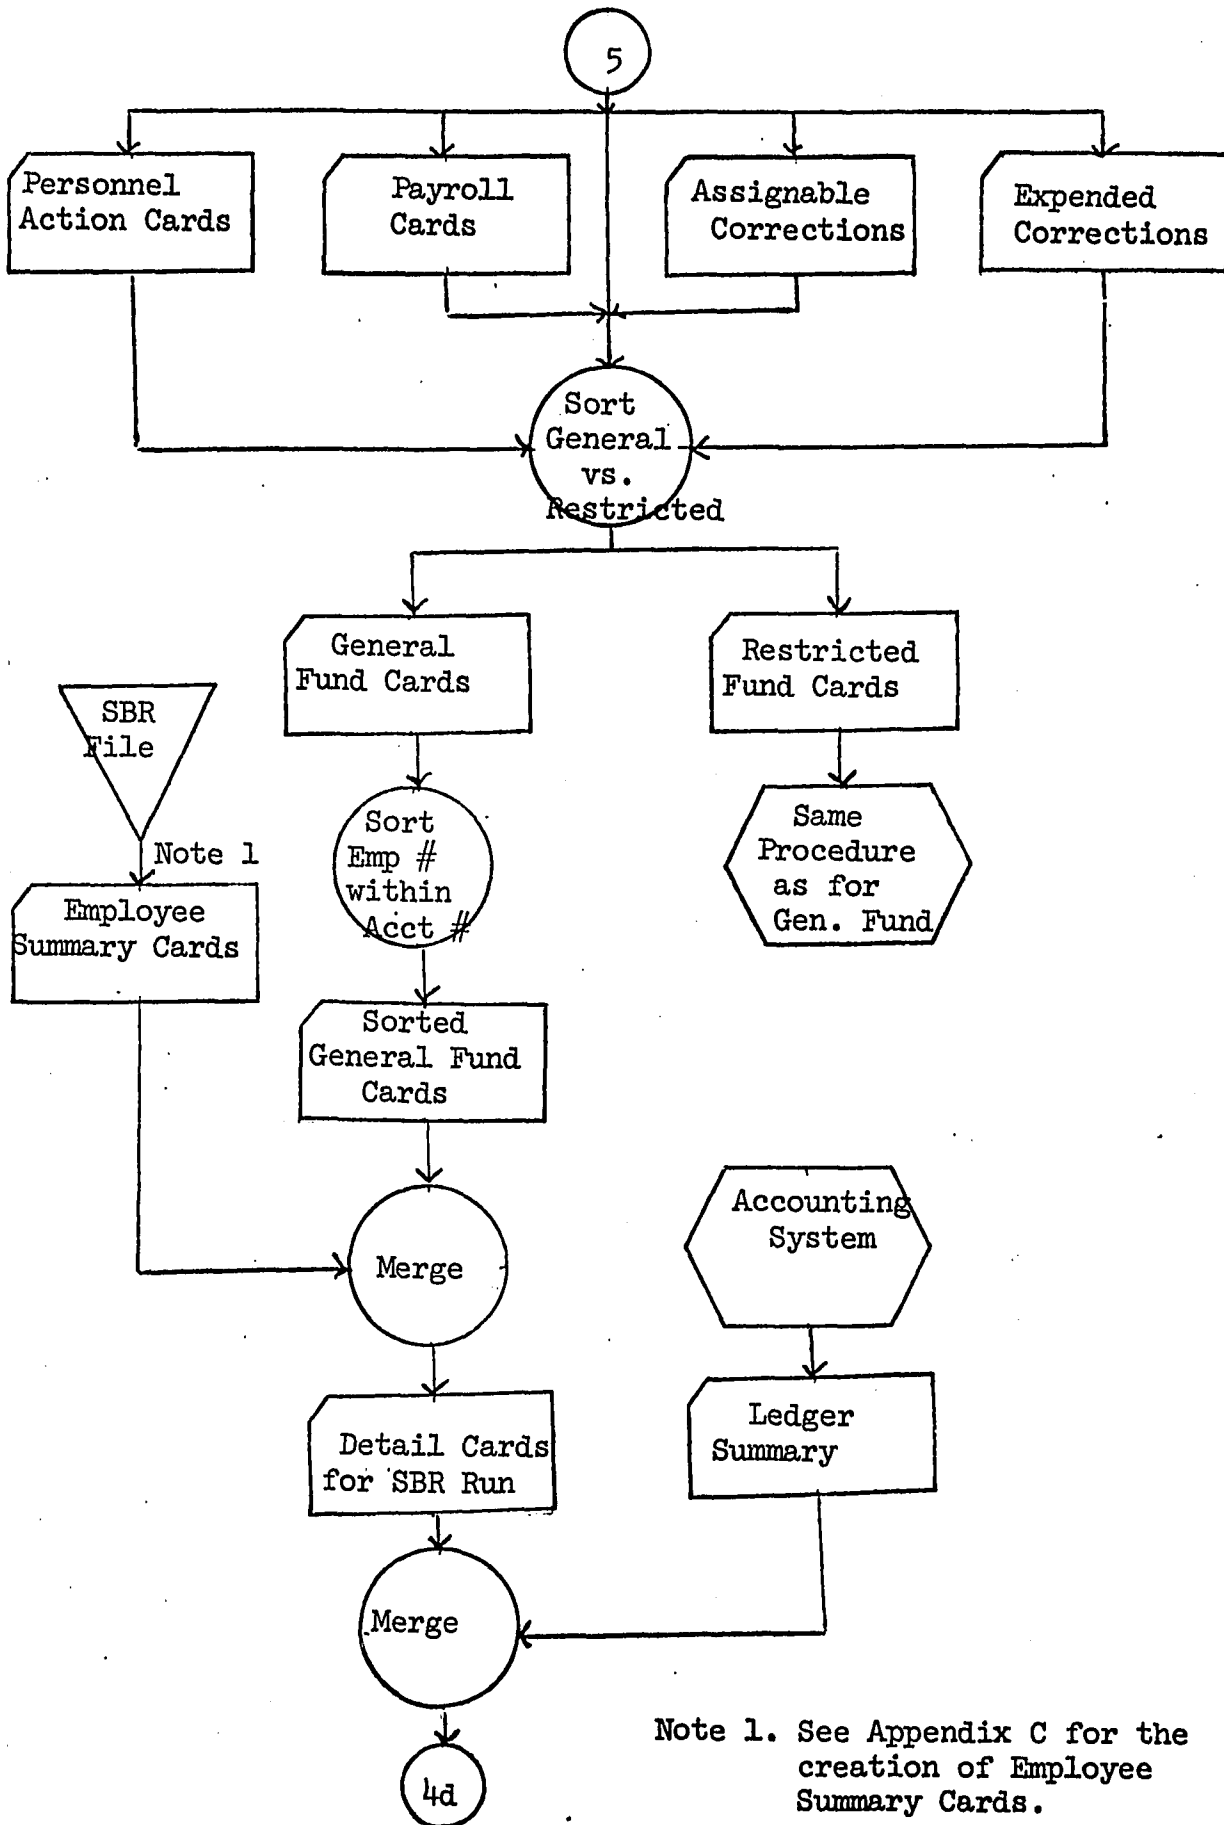 5
Personnel
Action Cards
Payroll
Cards
Assignable
Corrections
Expended
Corrections
Sort
General
vs.
Restricted
General
Fund Cards
Restricted
Fund Cards
SBR
File
Note 1
Employee
Summary Cards
Sort
Emp #
within
Acct #
Same
Procedure
as for
Gen. Fund
Sorted
General Fund
Cards
Merge
Accounting
System
Detail Cards
for SBR Run
Ledger
Summary
Merge
4d
Note 1. See Appendix C for the
creation of Employee
Summary Cards.